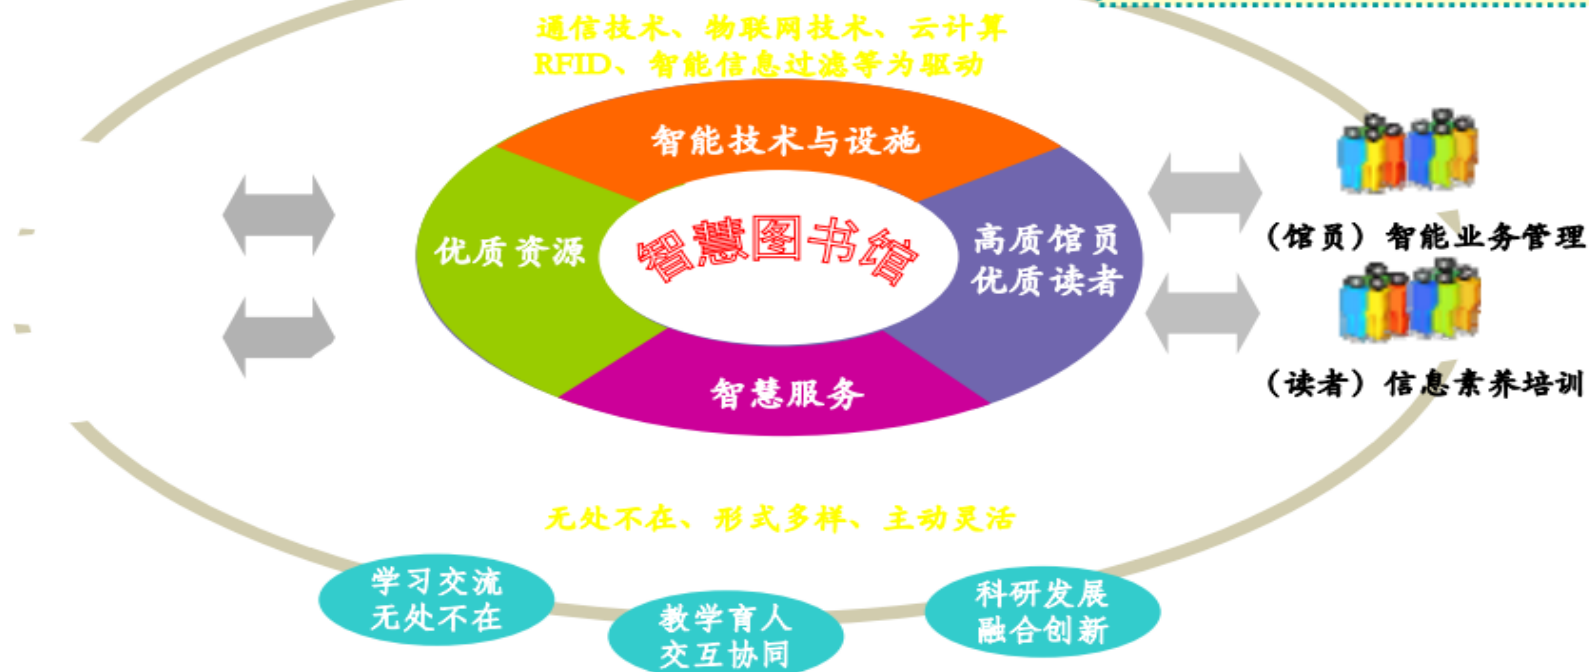 通信技术、物联网技术、云计算
RFID、智能信息过滤等为驱动
智能技术与设施
优质资源
智慧图书馆
高质馆员
优质读者
（馆员）智能业务管理
（读者）信息素养培训
智慧服务
无处不在、形式多样、主动灵活
学习交流
无处不在
教学育人
交互协同
科研发展
融合创新